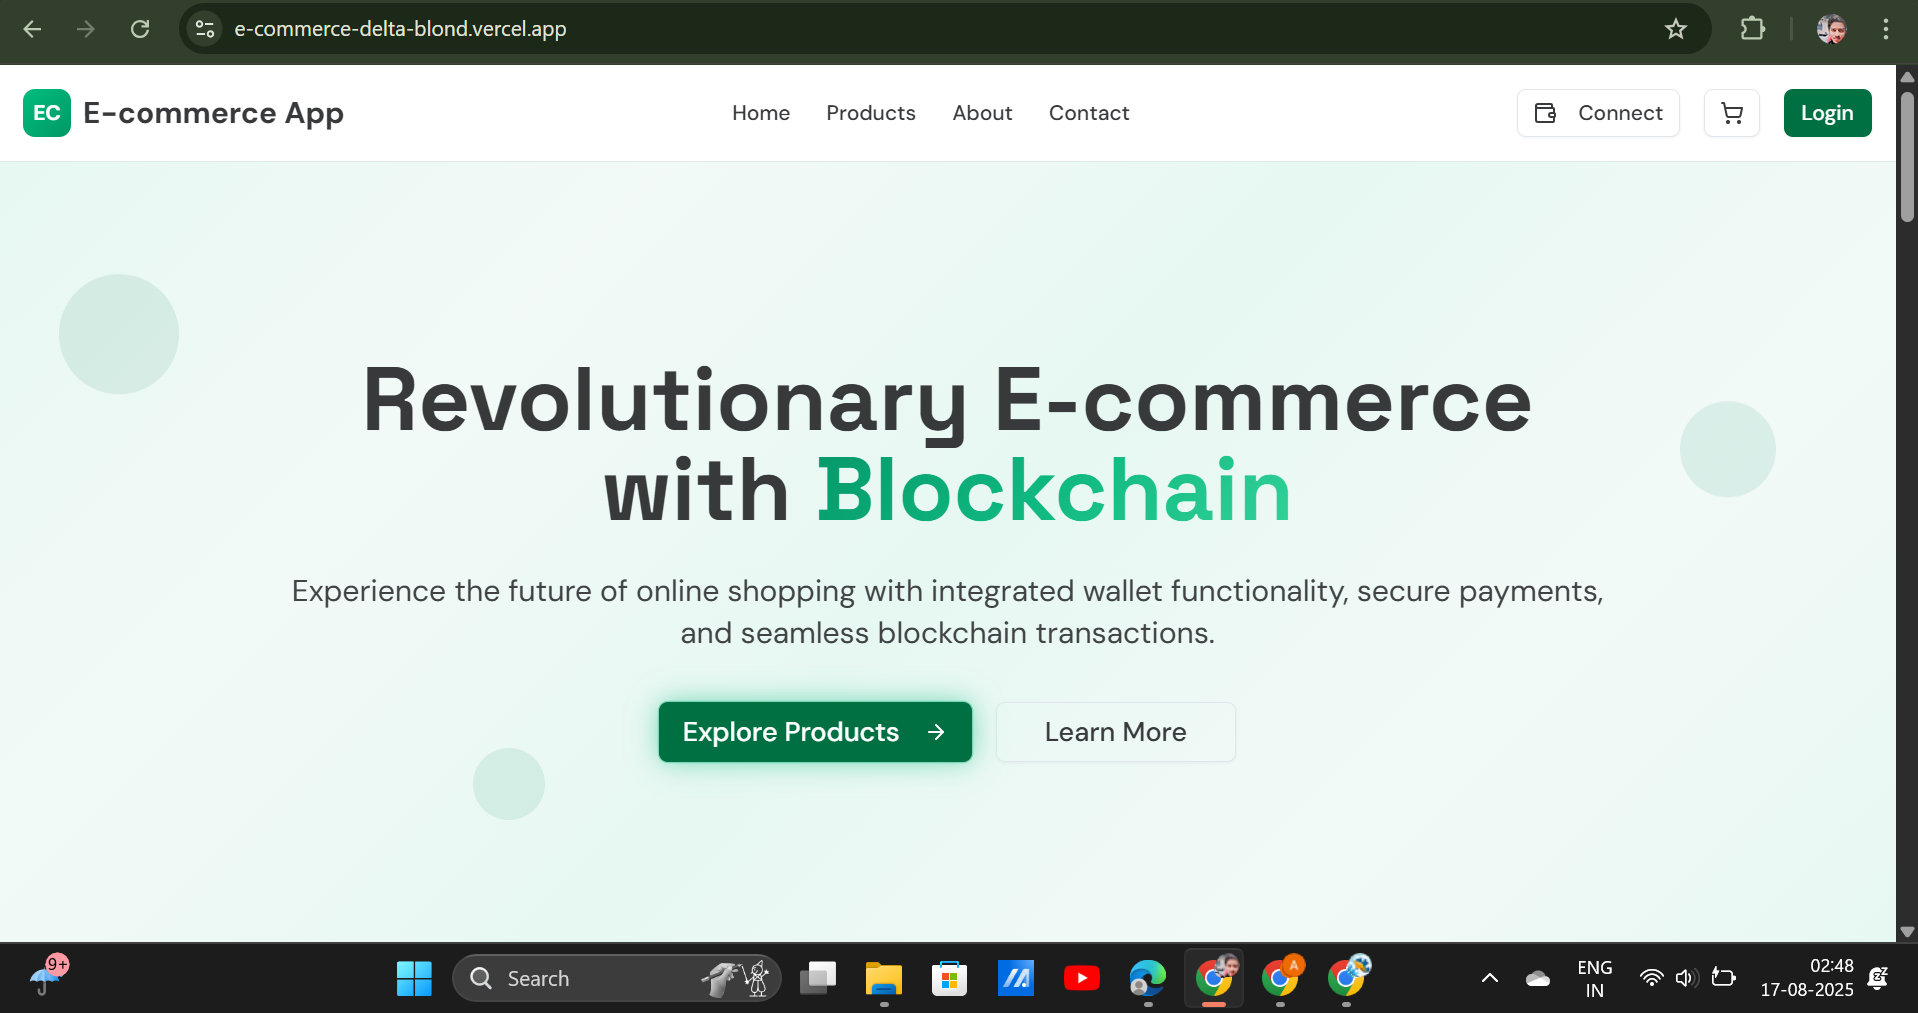 e-commerce-delta-blond.vercel.app
EC E-commerce App Home Products About Contact Connect Login
Revolutionary E-commerce
with Blockchain
Experience the future of online shopping with integrated wallet functionality, secure payments,
and seamless blockchain transactions.
Explore Products → Learn More
9+
Search
A
ENG
IN
02:48
17-08-2025